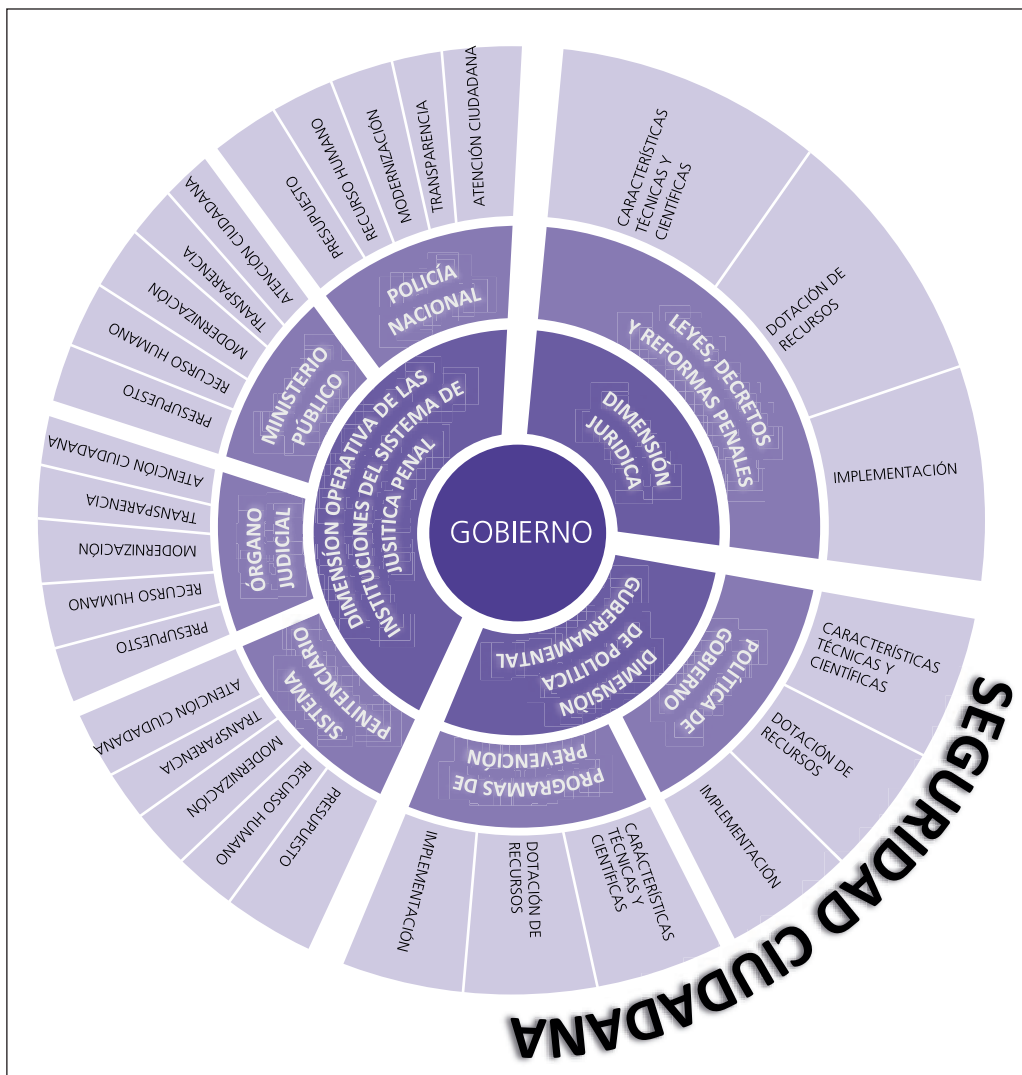 GOBIERNO
DIMENSIÓN
JURIDICA
LEYES, DECRETOS
Y REFORMAS PENALES
CARACTERÍSTICAS
TÉCNICAS Y
CIENTÍFICAS
DOTACIÓN DE
RECURSOS
IMPLEMENTACIÓN
DIMENSIÓN
DE POLITICA
GUBERNAMENTAL
POLÍTICA DE
GOBIERNO
CARACTERÍSTICAS
TÉCNICAS Y
CIENTÍFICAS
DOTACIÓN DE
RECURSOS
IMPLEMENTACIÓN
PROGRAMAS DE
PREVENCIÓN
CARÁCTERÍSTICAS
TÉCNICAS Y
CIENTÍFICAS
DOTACIÓN DE
RECURSOS
IMPLEMENTACIÓN
DIMENSÍON OPERATIVA DE LAS
INSTITUCIONES DEL SISTEMA DE
JUSITICA PENAL
SISTEMA
PENITENCIARIO
PRESUPUESTO
RECURSO HUMANO
MODERNIZACIÓN
TRANSPARENCIA
ATENCIÓN CIUDADANA
ÓRGANO
JUDICIAL
PRESUPUESTO
RECURSO HUMANO
MODERNIZACIÓN
TRANSPARENCIA
ATENCIÓN CIUDADANA
MINISTERIO
PÚBLICO
PRESUPUESTO
RECURSO HUMANO
MODERNIZACIÓN
TRANSPARENCIA
ATENCIÓN CIUDADANA
POLICÍA
NACIONAL
PRESUPUESTO
RECURSO HUMANO
MODERNIZACIÓN
TRANSPARENCIA
ATENCIÓN CIUDADANA
SEGURIDAD CIUDADANA